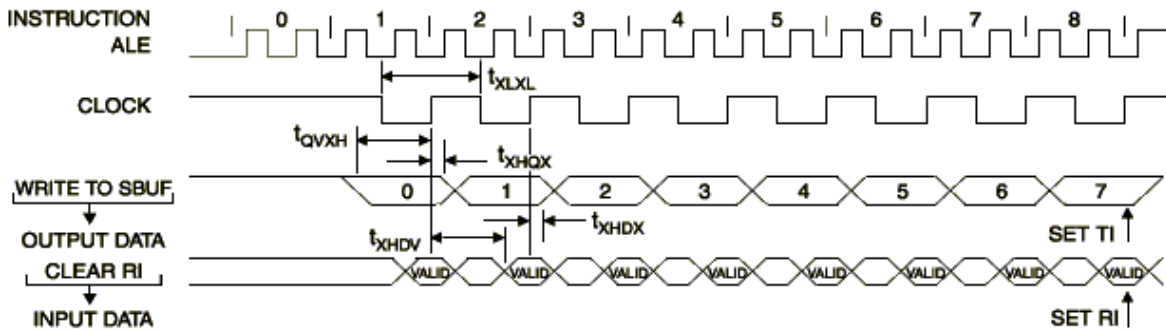 INSTRUCTION 0 1 2 3 4 5 6 7 8
ALE
tXLXL
CLOCK
tQVXH
tXHQX
WRITE TO SBUF 0 1 2 3 4 5 6 7
tXHDX
OUTPUT DATA tXHDV SET TI
CLEAR RI VALID VALID VALID VALID VALID VALID VALID VALID
INPUT DATA SET RI